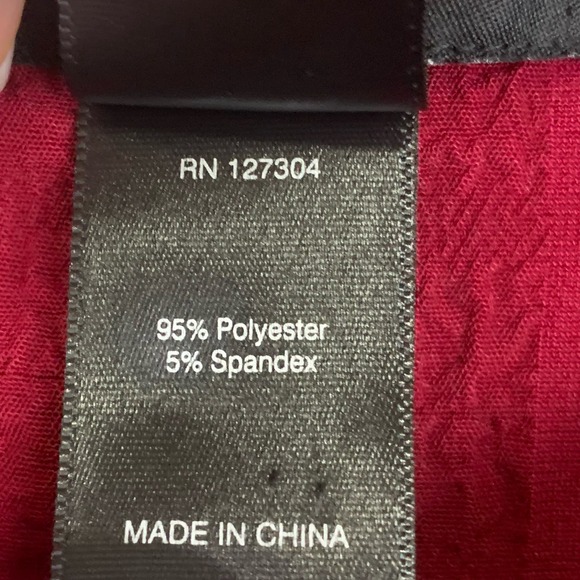 RN 127304
95% Polyester
5% Spandex
MADE IN CHINA